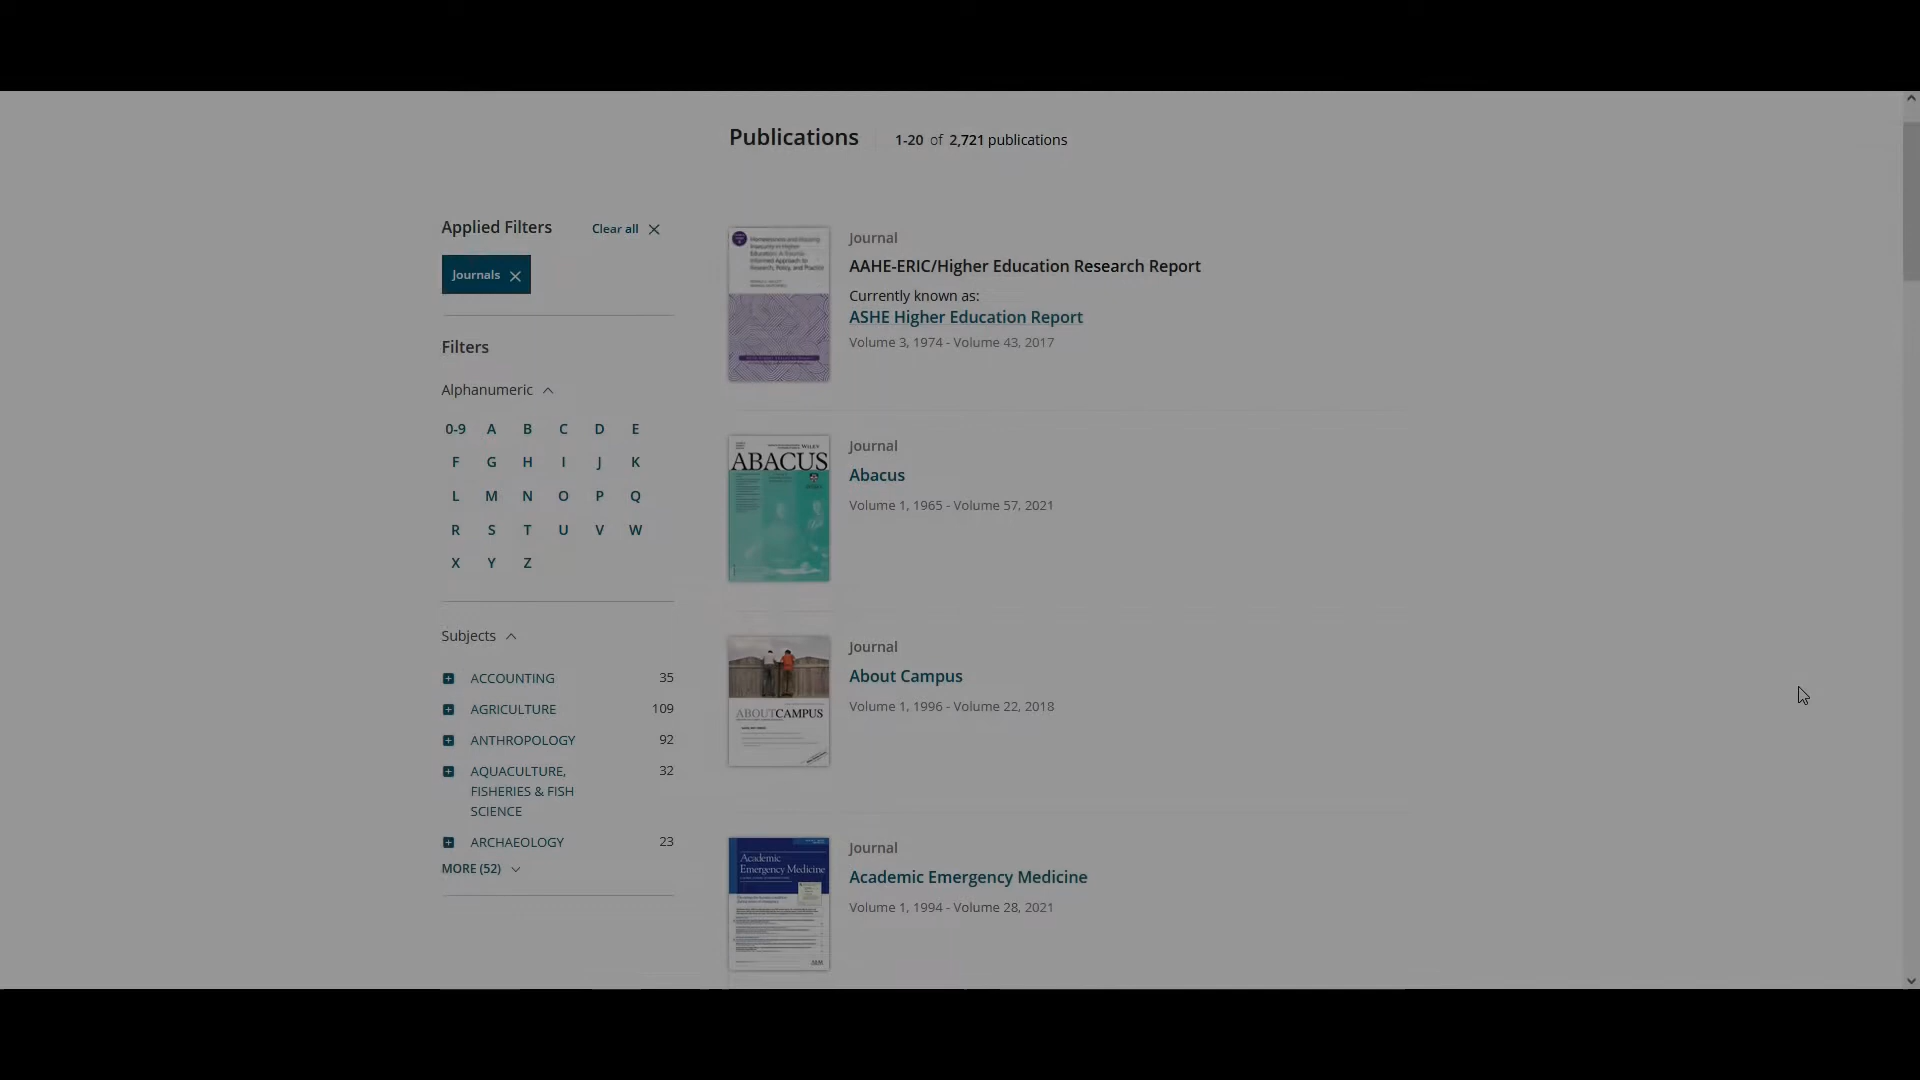 Publications 1-20 of 2,721 publications
Applied Filters Clear all
Journals
Filters
Alphanumeric
0-9 A B C D E
F G H I J K
L M N O P Q
R S T U V W
X Y Z
Subjects
ACCOUNTING 35
AGRICULTURE 109
ANTHROPOLOGY 92
AQUACULTURE, 32
FISHERIES & FISH
SCIENCE
ARCHAEOLOGY 23
MORE (52)
Journal
AAHE-ERIC/Higher Education Research Report
Currently known as:
ASHE Higher Education Report
Volume 3, 1974 - Volume 43, 2017
WILEY
ABACUS
Journal
Abacus
Volume 1, 1965 - Volume 57, 2021
ABOUTCAMPUS
Journal
About Campus
Volume 1, 1996 - Volume 22, 2018
Academic
Emergency Medicine
Journal
Academic Emergency Medicine
Volume 1, 1994 - Volume 28, 2021